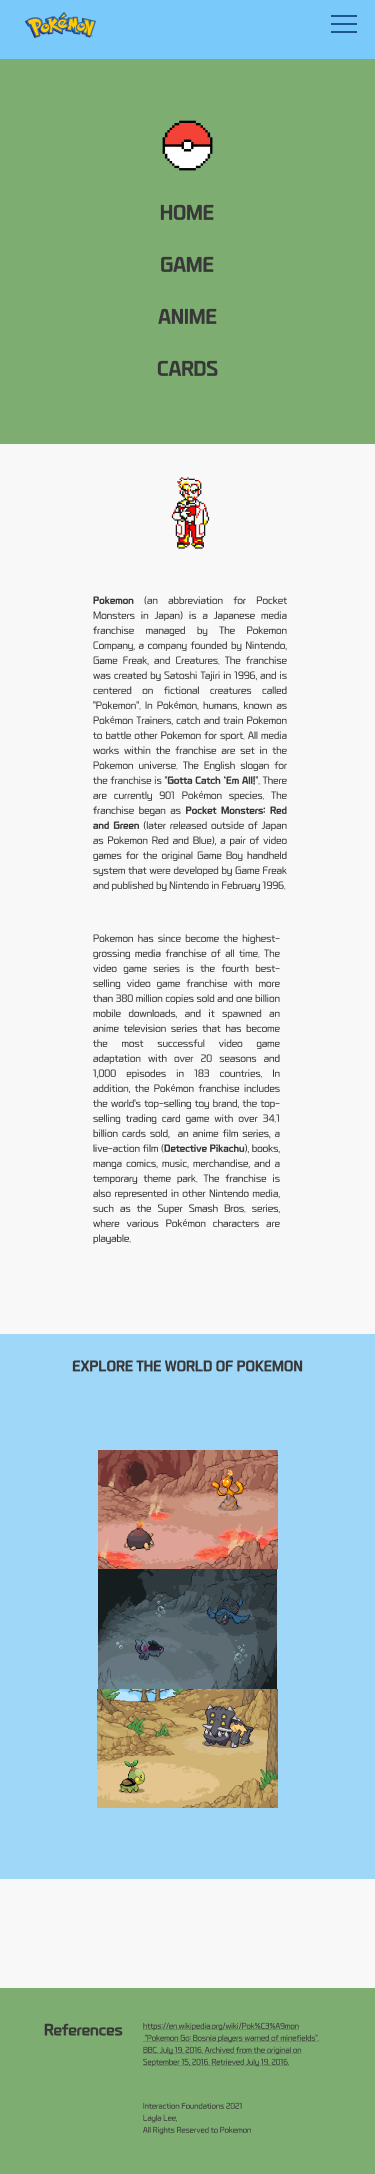 POKéMON
HOME
GAME
ANIME
CARDS
Pokemon (an abbreviation for Pocket
Monsters in Japan) is a Japanese media
franchise managed by The Pokemon
Company, a company founded by Nintendo,
Game Freak, and Creatures. The franchise
was created by Satoshi Tajiri in 1996, and is
centered on fictional creatures called
"Pokemon". In Pokémon, humans, known as
Pokémon Trainers, catch and train Pokemon
to battle other Pokemon for sport. All media
works within the franchise are set in the
Pokemon universe. The English slogan for
the franchise is "Gotta Catch 'Em All!". There
are currently 901 Pokémon species. The
franchise began as Pocket Monsters: Red
and Green (later released outside of Japan
as Pokemon Red and Blue), a pair of video
games for the original Game Boy handheld
system that were developed by Game Freak
and published by Nintendo in February 1996.
Pokemon has since become the highest-
grossing media franchise of all time. The
video game series is the fourth best-
selling video game franchise with more
than 380 million copies sold and one billion
mobile downloads, and it spawned an
anime television series that has become
the most successful video game
adaptation with over 20 seasons and
1,000 episodes in 183 countries. In
addition, the Pokémon franchise includes
the world's top-selling toy brand, the top-
selling trading card game with over 34.1
billion cards sold, an anime film series, a
live-action film (Detective Pikachu), books,
manga comics, music, merchandise, and a
temporary theme park. The franchise is
also represented in other Nintendo media,
such as the Super Smash Bros. series,
where various Pokémon characters are
playable.
EXPLORE THE WORLD OF POKEMON
References
https://en.wikipedia.org/wiki/Pok%C3%A9mon
"Pokemon Go: Bosnia players warned of minefields".
BBC. July 19, 2016. Archived from the original on
September 15, 2016. Retrieved July 19, 2016.
Interaction Foundations 2021
Layla Lee,
All Rights Reserved to Pokemon